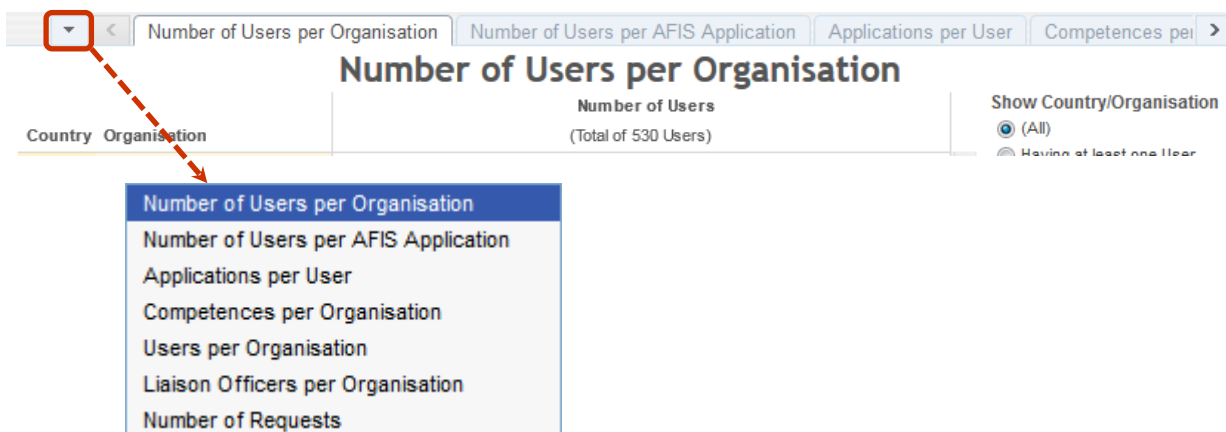 Number of Users per Organisation Number of Users per AFIS Application Applications per User Competences per
Number of Users per Organisation
Number of Users
(Total of 530 Users)
Country Organisation
Show Country/Organisation
(All)
Having at least one User
Number of Users per Organisation
Number of Users per AFIS Application
Applications per User
Competences per Organisation
Users per Organisation
Liaison Officers per Organisation
Number of Requests